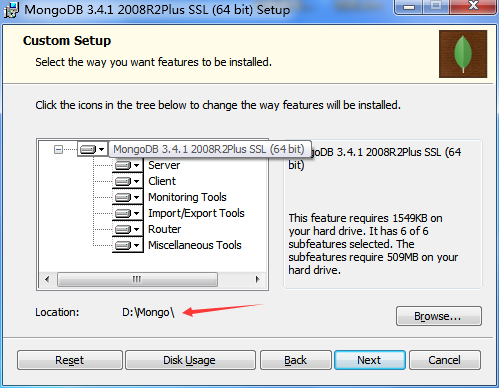 MongoDB 3.4.1 2008R2Plus SSL (64 bit) Setup
Custom Setup
Select the way you want features to be installed.
Click the icons in the tree below to change the way features will be installed.
MongoDB 3.4.1 2008R2Plus SSL (64 bit)
Server
Client
Monitoring Tools
Import/Export Tools
Router
Miscellaneous Tools
3.4.1 2008R2Plus SSL (64
bit)
This feature requires 1549KB on
your hard drive. It has 6 of 6
subfeatures selected. The
subfeatures require 509MB on your
hard drive.
Location: D:\Mongo\
Browse...
Reset Disk Usage Back Next Cancel